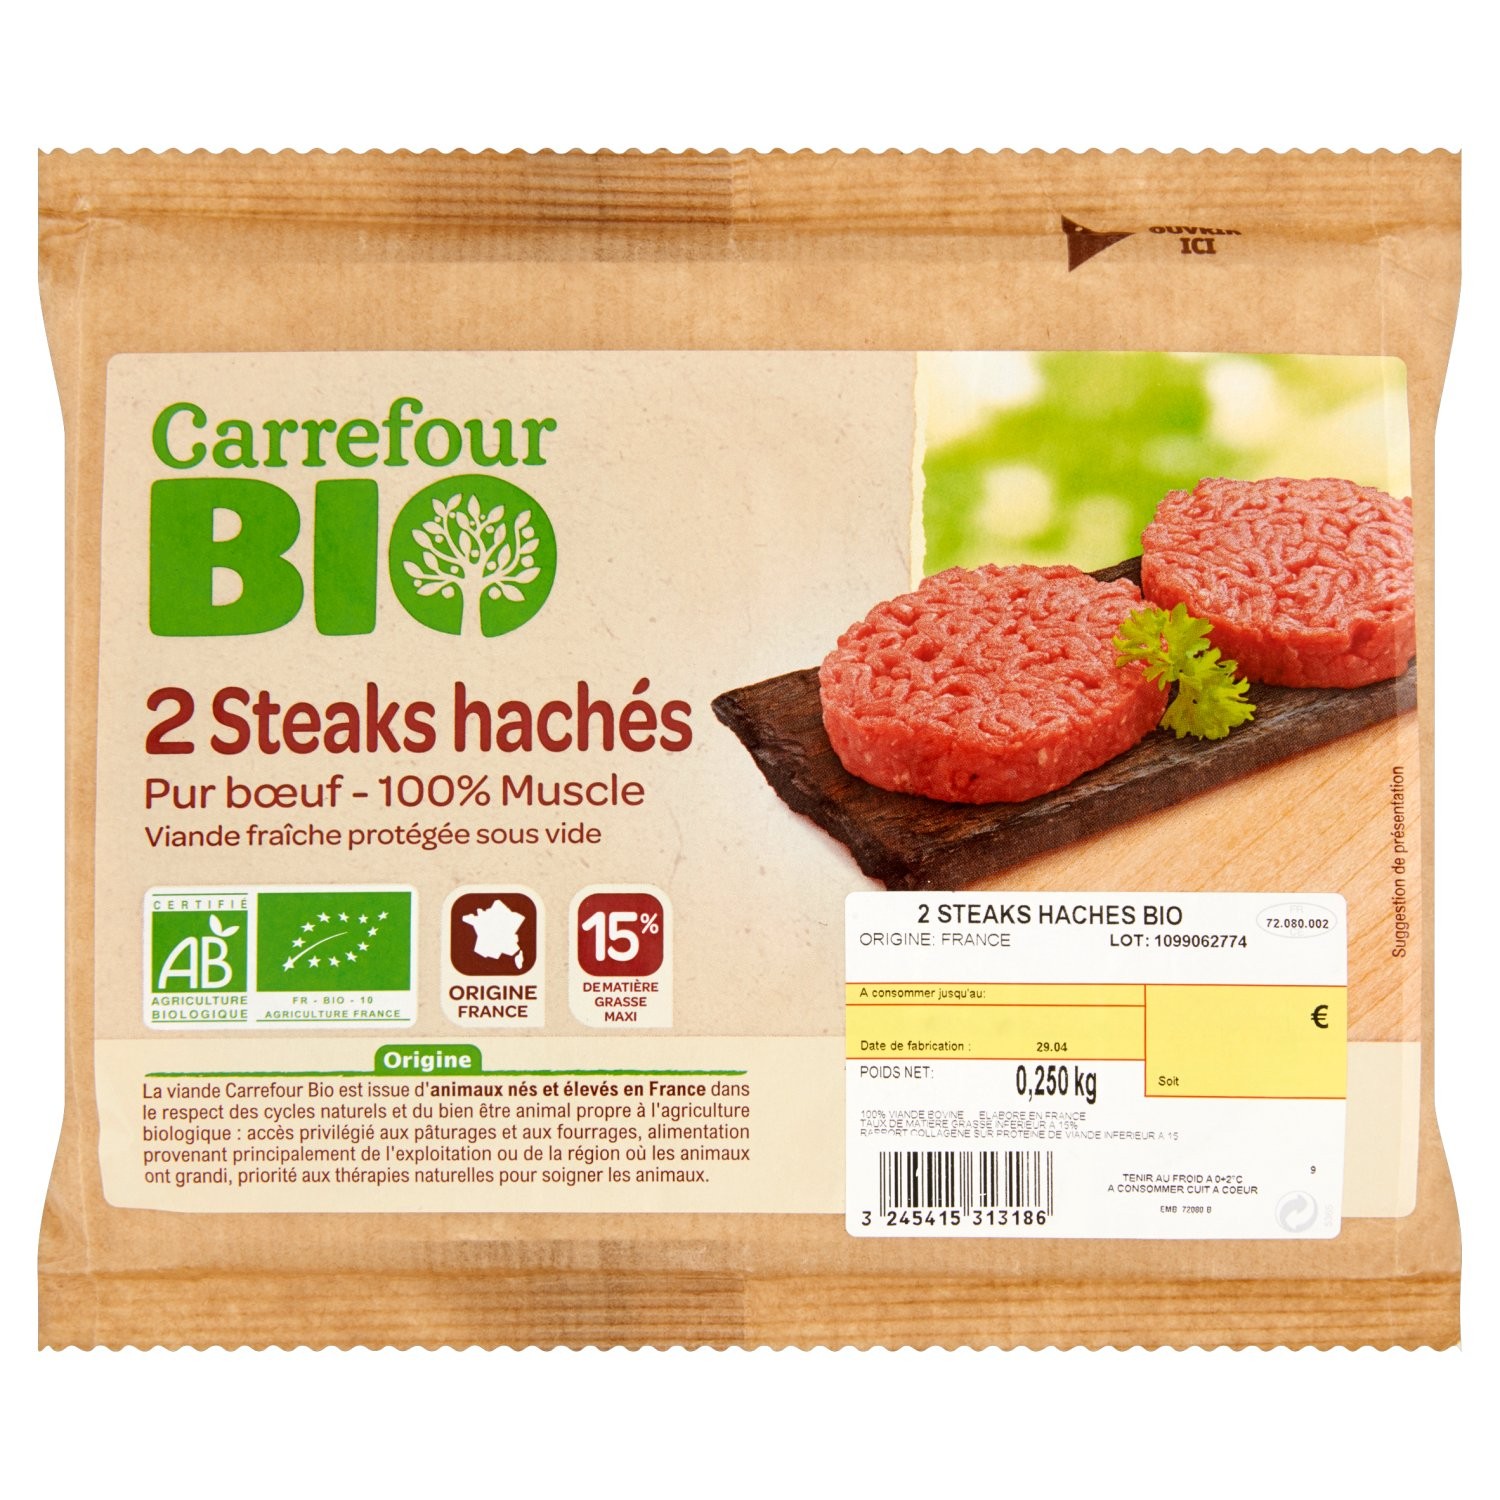 OUVRIR
ICI
Carrefour
BIO
2 Steaks hachés
Pur bœuf - 100% Muscle
Viande fraîche protégée sous vide
CERTIFIÉ
AB
AGRICULTURE
BIOLOGIQUE
FR - BIO - 10
AGRICULTURE FRANCE
ORIGINE
FRANCE
15%
DE MATIÈRE
GRASSE
MAXI
Suggestion de présentation
Origine
La viande Carrefour Bio est issue d'animaux nés et élevés en France dans
le respect des cycles naturels et du bien être animal propre à l'agriculture
biologique : accès privilégié aux pâturages et aux fourrages, alimentation
provenant principalement de l'exploitation ou de la région où les animaux
ont grandi, priorité aux thérapies naturelles pour soigner les animaux.
2 STEAKS HACHES BIO
FR
72.080.002
ORIGINE: FRANCE
LOT: 1099062774
A consommer jusqu'au:
€
Date de fabrication : 29.04
POIDS NET: 0,250 kg
Soit
100% VIANDE BOVINE ELABORE EN FRANCE
TAUX DE MATIERE GRASSE INFERIEUR A 15%
RAPPORT COLLAGENE SUR PROTEINE DE VIANDE INFERIEUR A 15
9
TENIR AU FROID A 0+2°C
A CONSOMMER CUIT A COEUR
EMB 72080 B
3 245415 313186